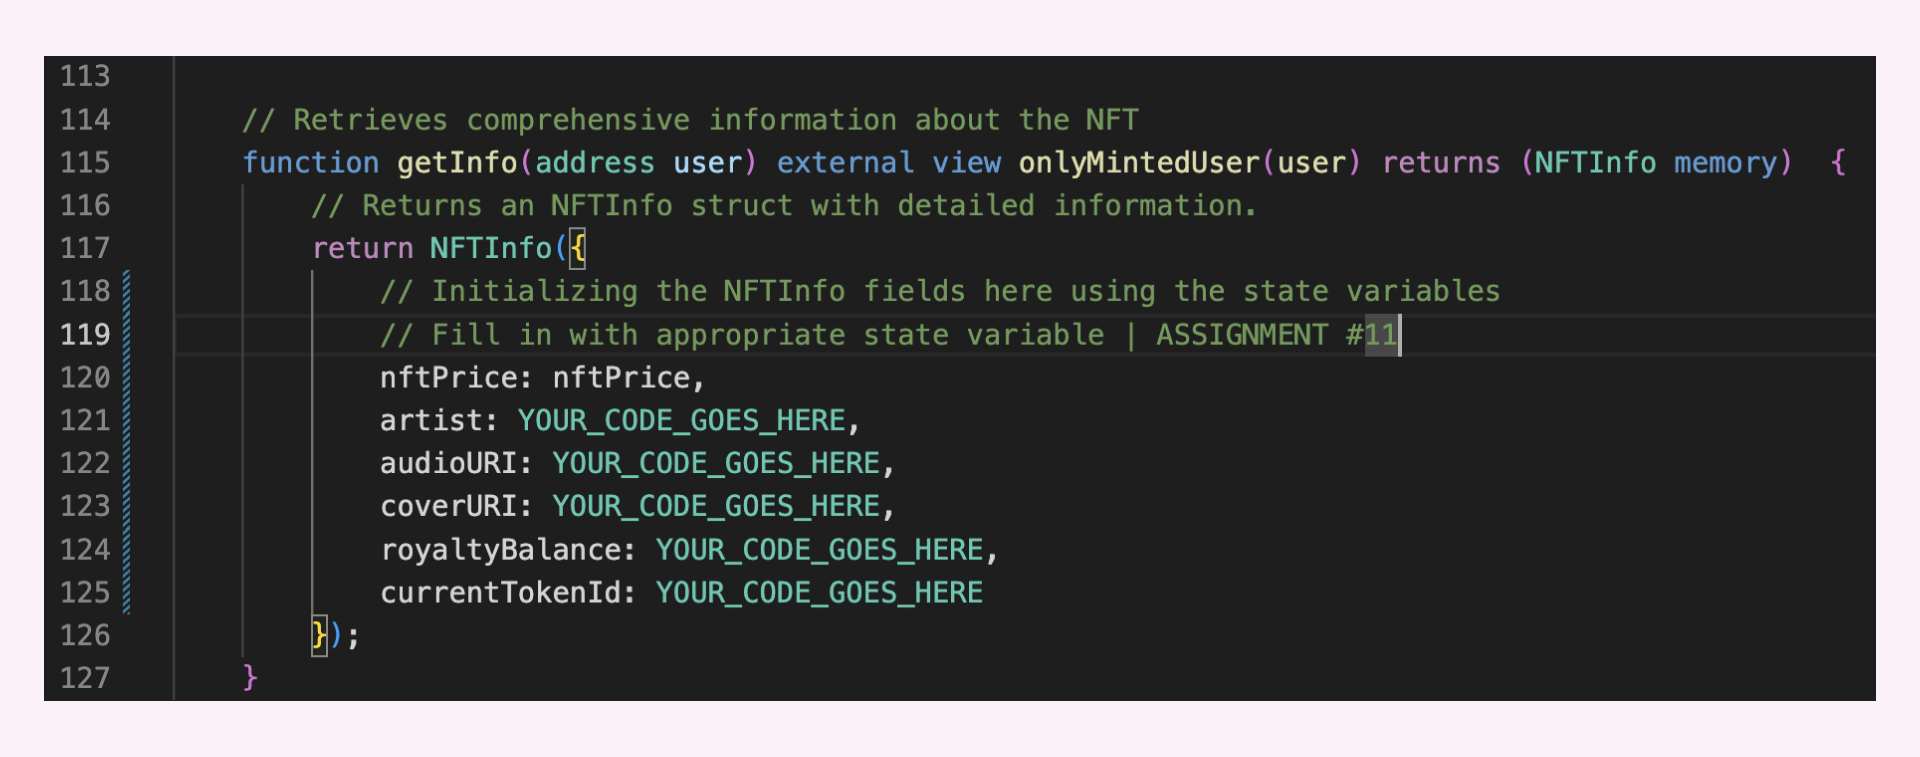 113
114 // Retrieves comprehensive information about the NFT
115 function getInfo(address user) external view onlyMintedUser(user) returns (NFTInfo memory)  {
116 // Returns an NFTInfo struct with detailed information.
117 return NFTInfo({
118 // Initializing the NFTInfo fields here using the state variables
119 // Fill in with appropriate state variable | ASSIGNMENT #11
120 nftPrice: nftPrice,
121 artist: YOUR_CODE_GOES_HERE,
122 audioURI: YOUR_CODE_GOES_HERE,
123 coverURI: YOUR_CODE_GOES_HERE,
124 royaltyBalance: YOUR_CODE_GOES_HERE,
125 currentTokenId: YOUR_CODE_GOES_HERE
126 });
127 }